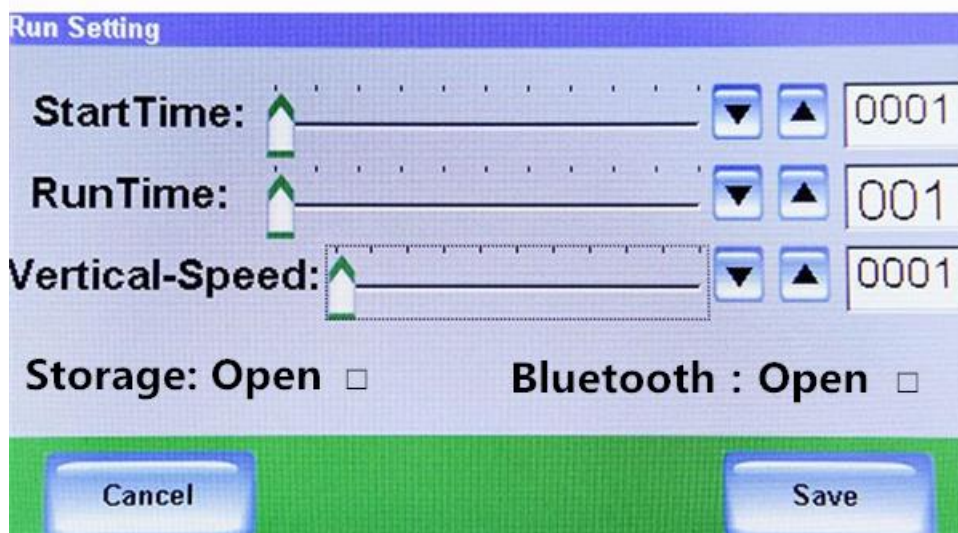 Run Setting
StartTime: 0001
RunTime: 001
Vertical-Speed: 0001
Storage: Open □ Bluetooth : Open □
Cancel Save